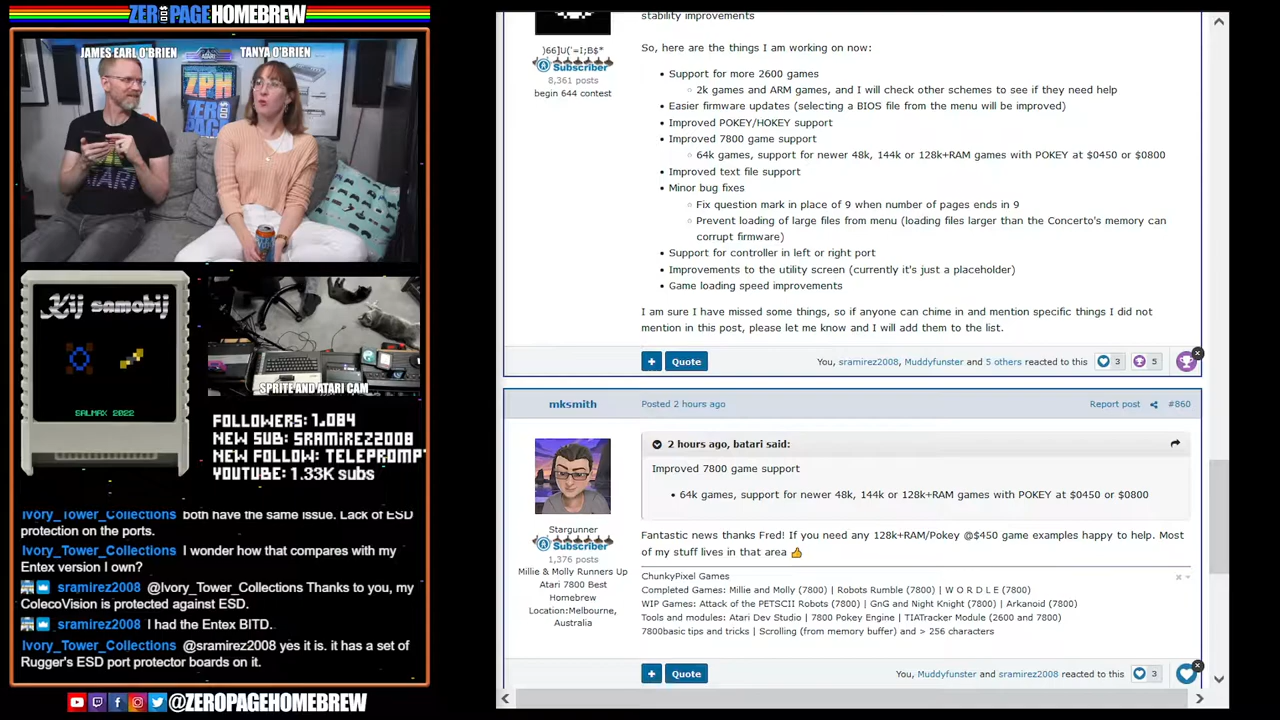 ZERO PAGE HOMEBREW
JAMES EARL O'BRIEN
TANYA O'BRIEN
ZPH
ZERO
PAGE
ATARI
Kij samobij
SALMAX 2022
SPRITE AND ATARI CAM
FOLLOWERS: 1,084
NEW SUB: SRAMIREZ2008
NEW FOLLOW: TELEPROMPT
YOUTUBE: 1.33K SUBS
Ivory_Tower_Collections both have the same issue. Lack of ESD
protection on the ports.
Ivory_Tower_Collections I wonder how that compares with my
Entex version I own?
sramirez2008 @Ivory_Tower_Collections Thanks to you, my
ColecoVision is protected against ESD.
sramirez2008 I had the Entex BITD.
Ivory_Tower_Collections @sramirez2008 yes it is. it has a set of
Rugger's ESD port protector boards on it.
@ZEROPAGEHOMEBREW
stability improvements
)66]U('=I;B$*
Subscriber
8,361 posts
begin 644 contest
So, here are the things I am working on now:
Support for more 2600 games
2k games and ARM games, and I will check other schemes to see if they need help
Easier firmware updates (selecting a BIOS file from the menu will be improved)
Improved POKEY/HOKEY support
Improved 7800 game support
64k games, support for newer 48k, 144k or 128k+RAM games with POKEY at $0450 or $0800
Improved text file support
Minor bug fixes
Fix question mark in place of 9 when number of pages ends in 9
Prevent loading of large files from menu (loading files larger than the Concerto's memory can
corrupt firmware)
Support for controller in left or right port
Improvements to the utility screen (currently it's just a placeholder)
Game loading speed improvements
I am sure I have missed some things, so if anyone can chime in and mention specific things I did not
mention in this post, please let me know and I will add them to the list.
+ Quote
You, sramirez2008, Muddyfunster and 5 others reacted to this
3
5
mksmith
Posted 2 hours ago
Report post
#860
Stargunner
Subscriber
1,376 posts
Millie & Molly Runners Up
Atari 7800 Best
Homebrew
Location:Melbourne,
Australia
2 hours ago, batari said:
Improved 7800 game support
64k games, support for newer 48k, 144k or 128k+RAM games with POKEY at $0450 or $0800
Fantastic news thanks Fred! If you need any 128k+RAM/Pokey @$450 game examples happy to help. Most
of my stuff lives in that area 👍
ChunkyPixel Games
Completed Games: Millie and Molly (7800) | Robots Rumble (7800) | W O R D L E (7800)
WIP Games: Attack of the PETSCII Robots (7800) | GnG and Night Knight (7800) | Arkanoid (7800)
Tools and modules: Atari Dev Studio | 7800 Pokey Engine | TIATracker Module (2600 and 7800)
7800basic tips and tricks | Scrolling (from memory buffer) and > 256 characters
+ Quote
You, Muddyfunster and sramirez2008 reacted to this
3